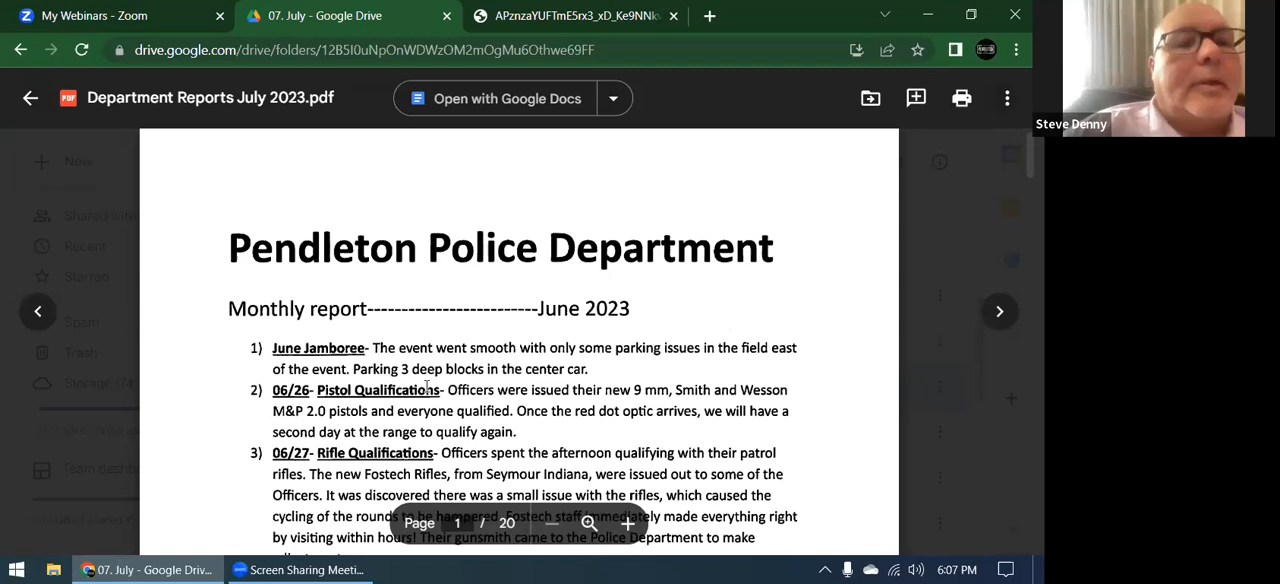 My Webinars - Zoom
07. July - Google Drive
drive.google.com/drive/folders/12B5I0uNpOnWDWzOM2mOgMu6Othwe69FF
PDF
Department Reports July 2023.pdf
Open with Google Docs
Steve Denny
New
Recent
Starred
Spam
Trash
Storage (74
Pendleton Police Department
Monthly report-------------------------June 2023
1) June Jamboree- The event went smooth with only some parking issues in the field east
of the event. Parking 3 deep blocks in the center car.
2) 06/26- Pistol Qualifications- Officers were issued their new 9 mm, Smith and Wesson
M&P 2.0 pistols and everyone qualified. Once the red dot optic arrives, we will have a
second day at the range to qualify again.
3) 06/27- Rifle Qualifications- Officers spent the afternoon qualifying with their patrol
rifles. The new Fostech Rifles, from Seymour Indiana, were issued out to some of the
Officers. It was discovered there was a small issue with the rifles, which caused the
cycling of the rounds to be hampered. Fostech staff immediately made everything right
by visiting within hours! Their gunsmith came to the Police Department to make
Page 1 / 20
07. July - Google Driv...
Screen Sharing Meeti...
6:07 PM